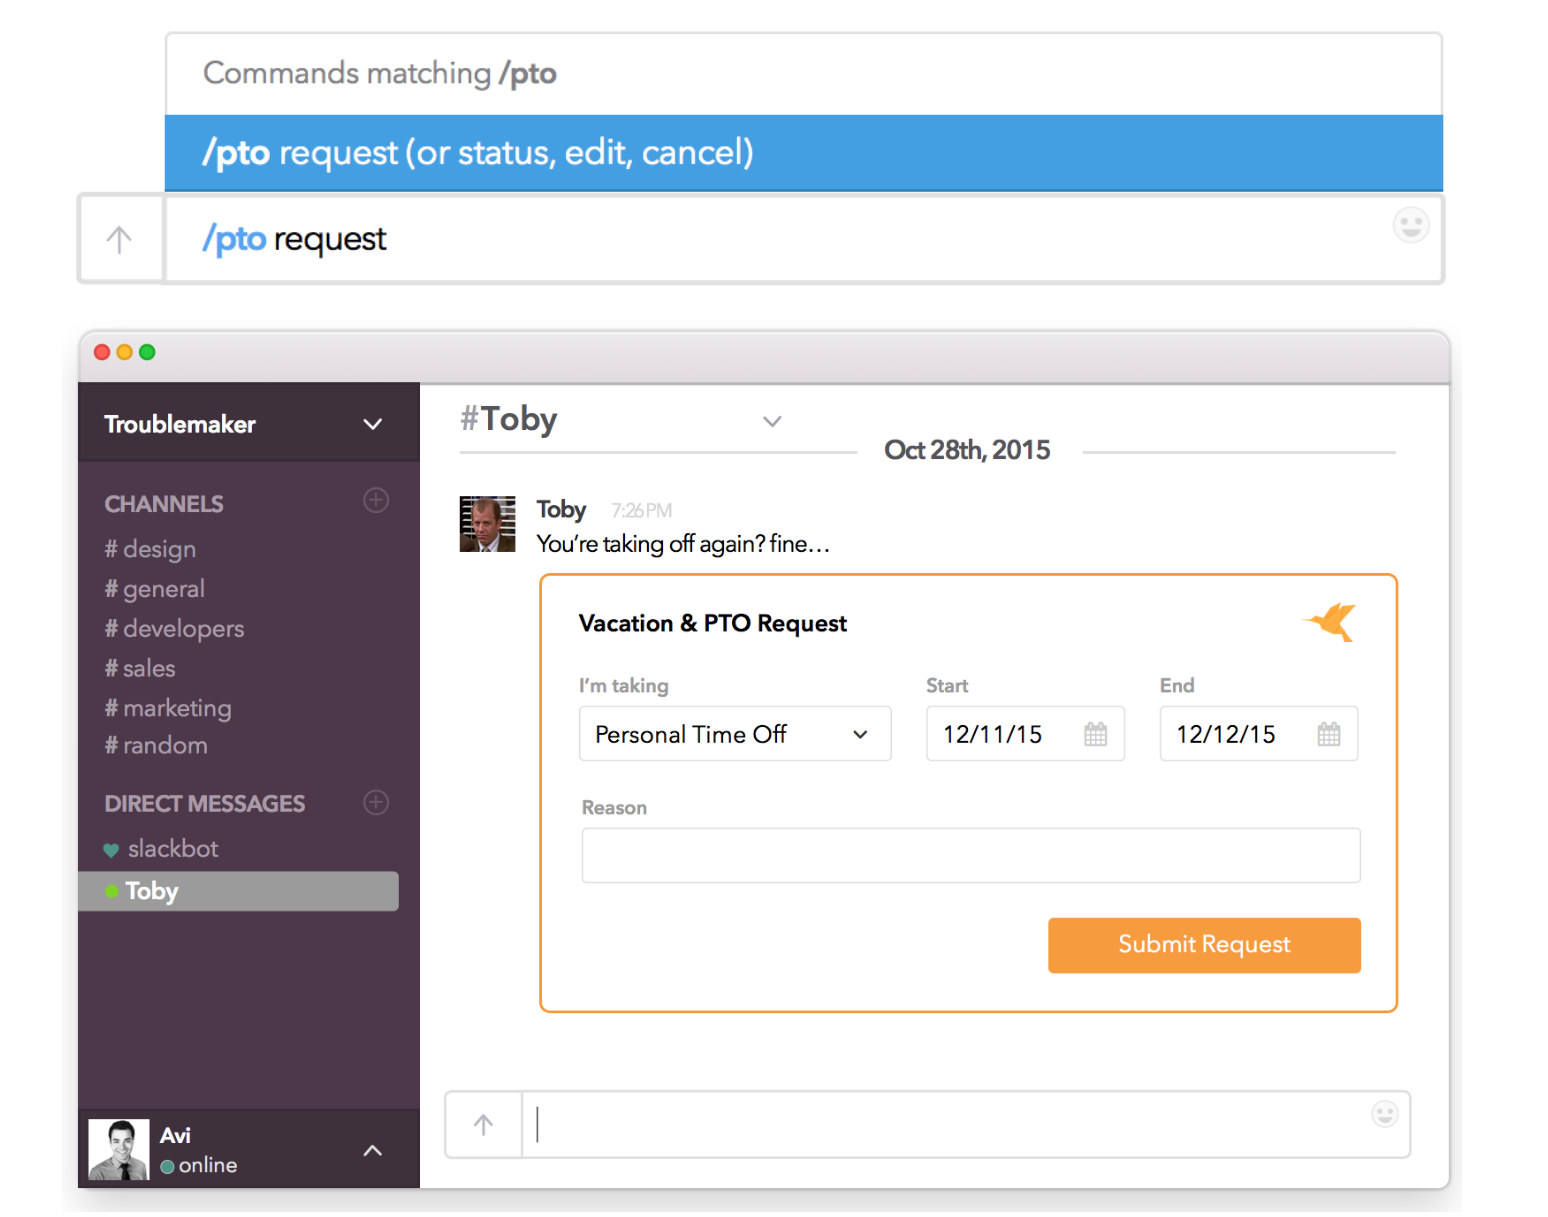 Commands matching /pto
/pto request (or status, edit, cancel)
/pto request
Troublemaker
CHANNELS
# design
# general
# developers
# sales
# marketing
# random
DIRECT MESSAGES
slackbot
Toby
Avi
online
#Toby
Oct 28th, 2015
Toby 7:26PM
You're taking off again? fine...
Vacation & PTO Request
I'm taking Start End
Personal Time Off 12/11/15 12/12/15
Reason
Submit Request